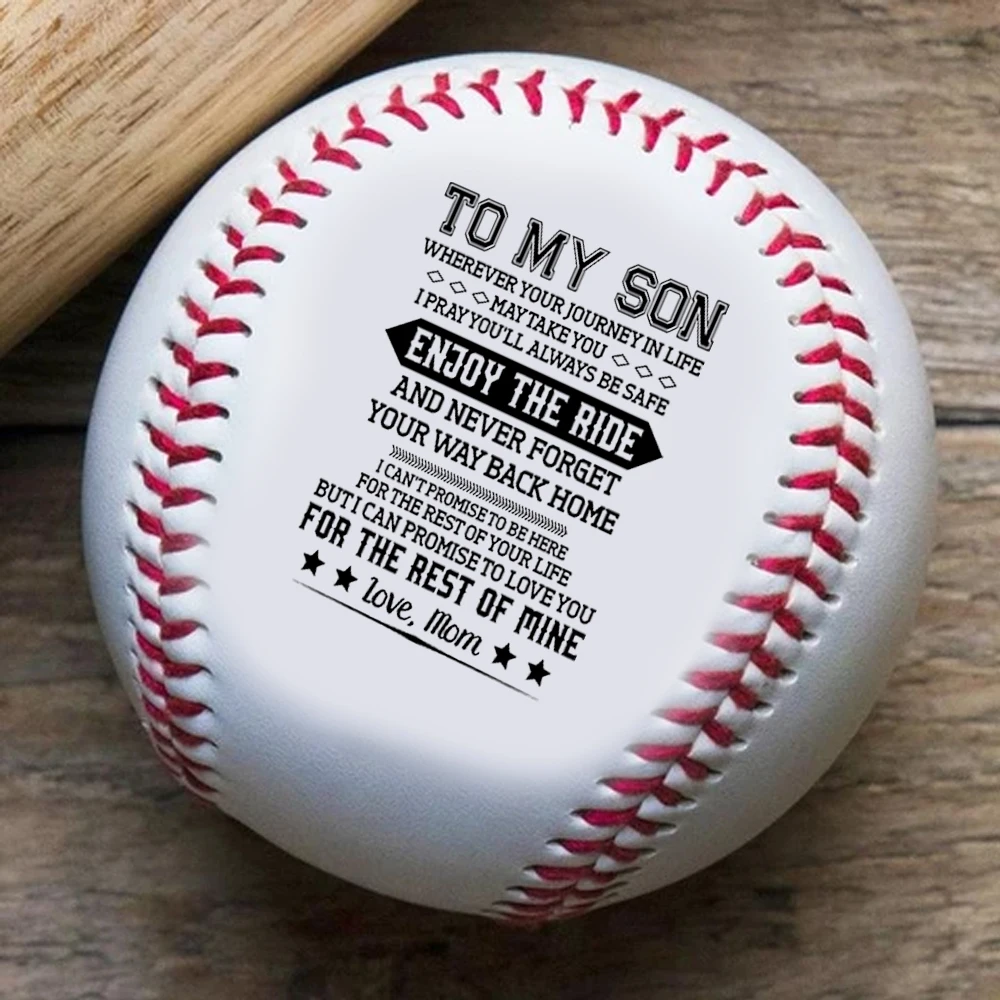 TO MY SON
WHEREVER YOUR JOURNEY IN LIFE
MAY TAKE YOU
I PRAY YOU'LL ALWAYS BE SAFE
ENJOY THE RIDE
AND NEVER FORGET
YOUR WAY BACK HOME
I CAN'T PROMISE TO BE HERE
FOR THE REST OF YOUR LIFE
BUT I CAN PROMISE TO LOVE YOU
FOR THE REST OF MINE
Love, Mom